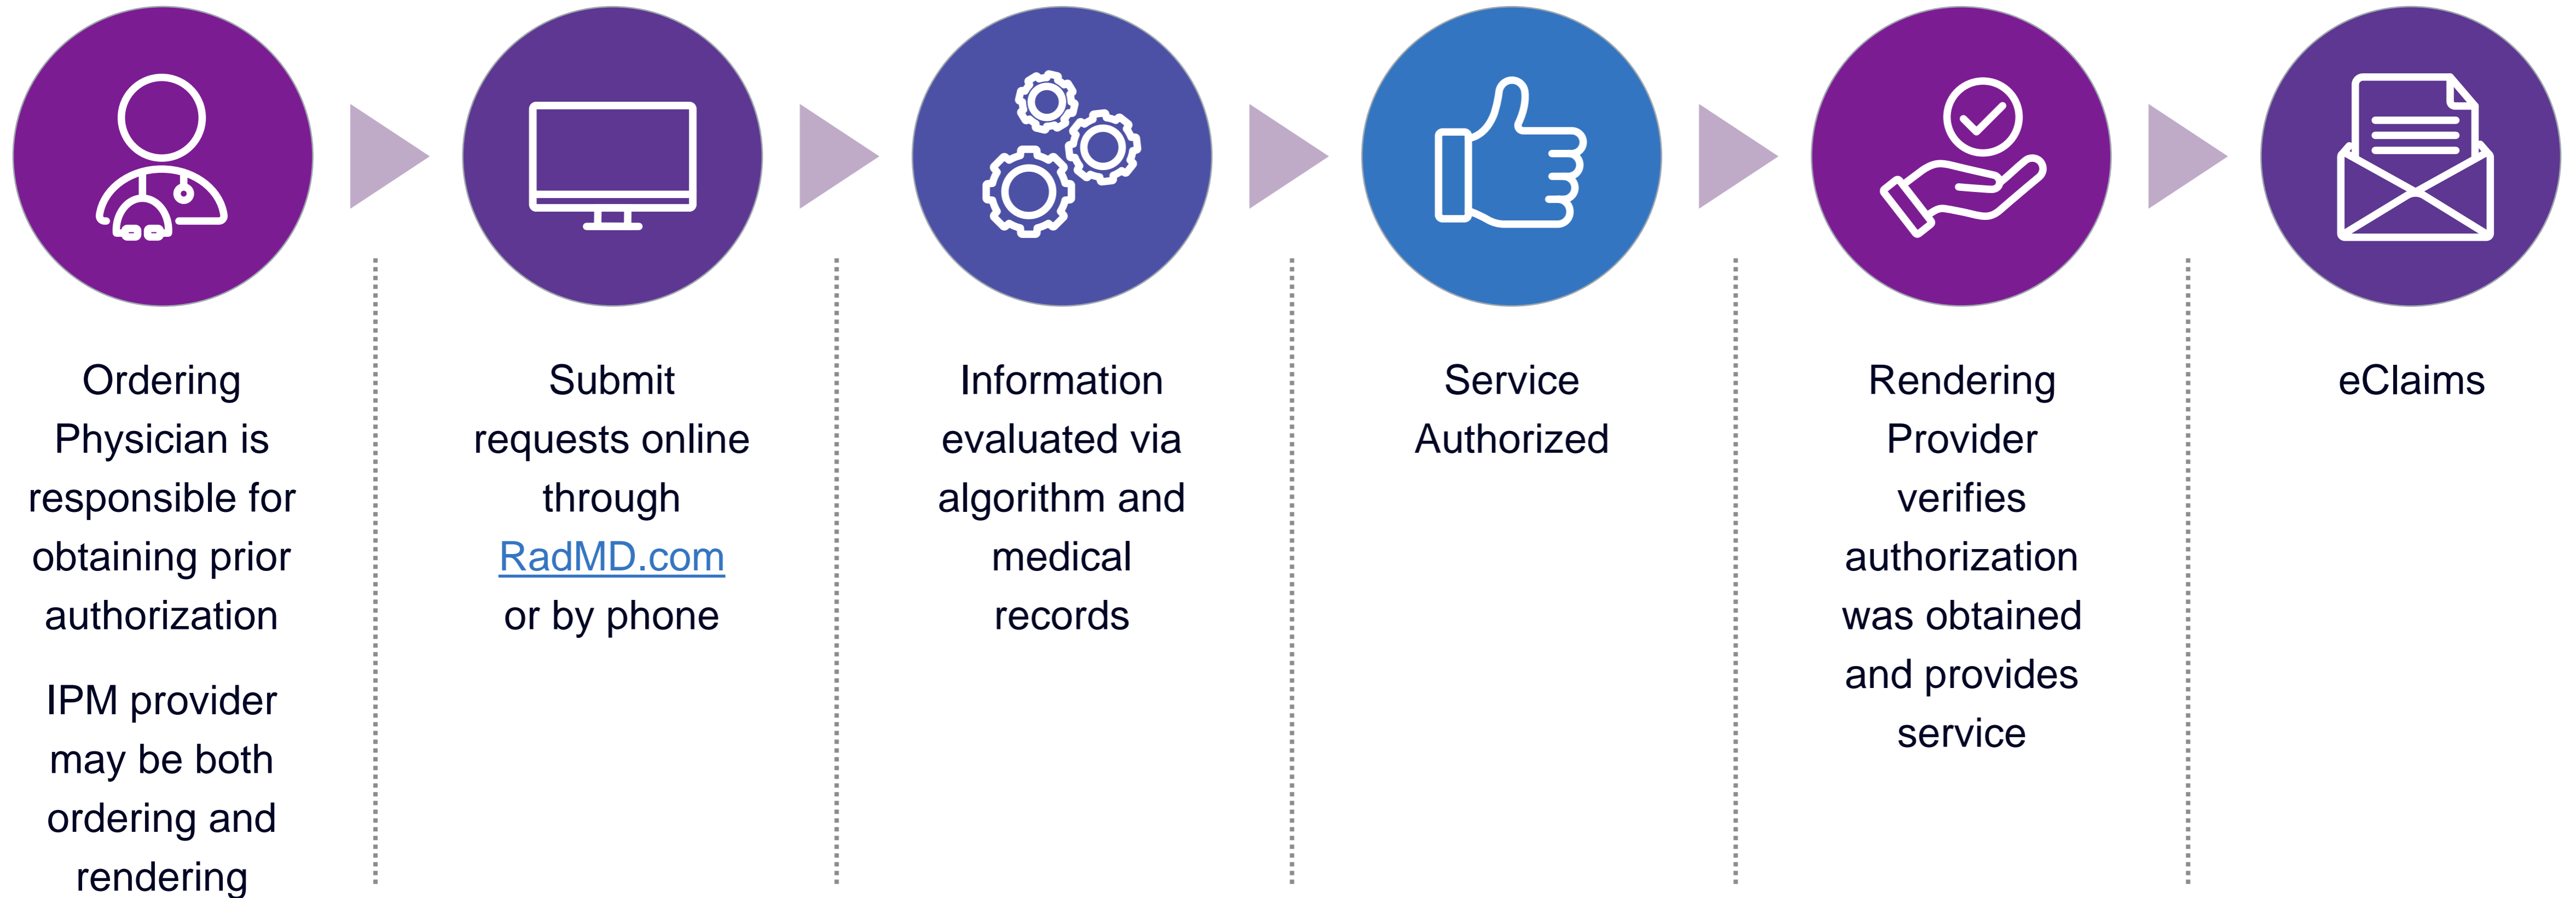 Ordering
Physician is
responsible for
obtaining prior
authorization
IPM provider
may be both
ordering and
rendering
Submit
requests online
through
RadMD.com
or by phone
Information
evaluated via
algorithm and
medical
records
Service
Authorized
Rendering
Provider
verifies
authorization
was obtained
and provides
service
eClaims